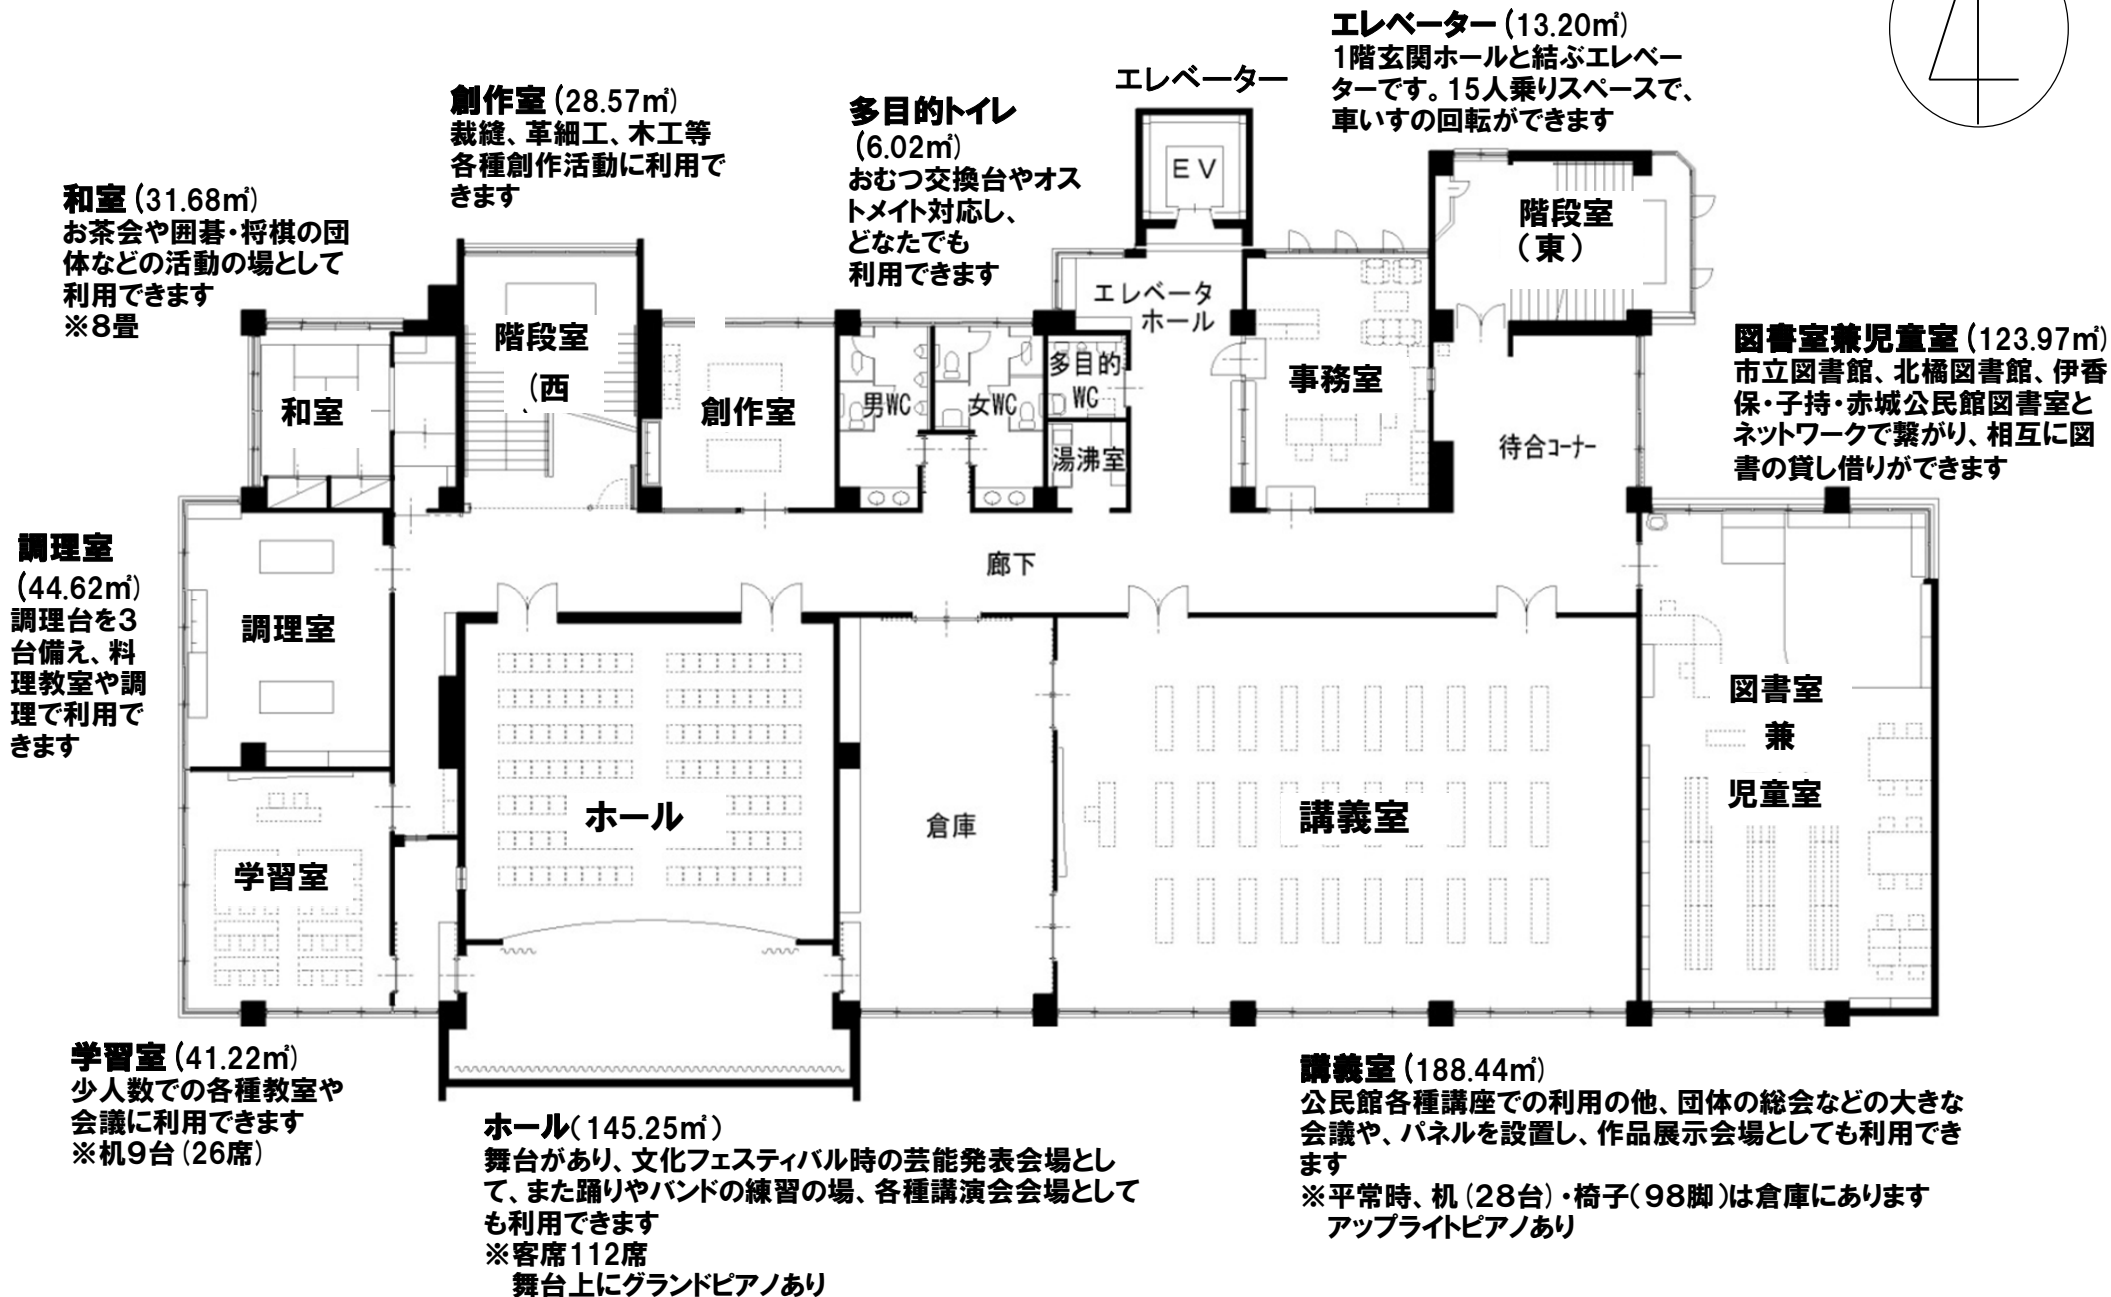 エレベーター(13.20㎡)
1階玄関ホールと結ぶエレベー
ターです。15人乗りスペースで、
車いすの回転ができます
エレベーター
創作室(28.57㎡)
裁縫、革細工、木工等
各種創作活動に利用で
きます
多目的トイレ
(6.02㎡)
おむつ交換台やオス
トメイト対応し、
どなたでも
利用できます
和室(31.68㎡)
お茶会や囲碁・将棋の団
体などの活動の場として
利用できます
※8畳
EV
階段室
(東)
エレベータ
ホール
階段室
(西
図書室兼児童室(123.97㎡)
市立図書館、北橘図書館、伊香
保・子持・赤城公民館図書室と
ネットワークで繋がり、相互に図
書の貸し借りができます
和室
創作室
男WC
女WC
多目的
WC
湯沸室
事務室
待合コーナー
調理室
(44.62㎡)
調理台を3
台備え、料
理教室や調
理で利用で
きます
廊下
調理室
図書室
兼
児童室
ホール
倉庫
講義室
学習室
学習室(41.22㎡)
少人数での各種教室や
会議に利用できます
※机9台(26席)
ホール(145.25㎡)
舞台があり、文化フェスティバル時の芸能発表会場とし
て、また踊りやバンドの練習の場、各種講演会会場として
も利用できます
※客席112席
舞台上にグランドピアノあり
講義室(188.44㎡)
公民館各種講座での利用の他、団体の総会などの大きな
会議や、パネルを設置し、作品展示会場としても利用でき
ます
※平常時、机(28台)・椅子(98脚)は倉庫にあります
アップライトピアノあり